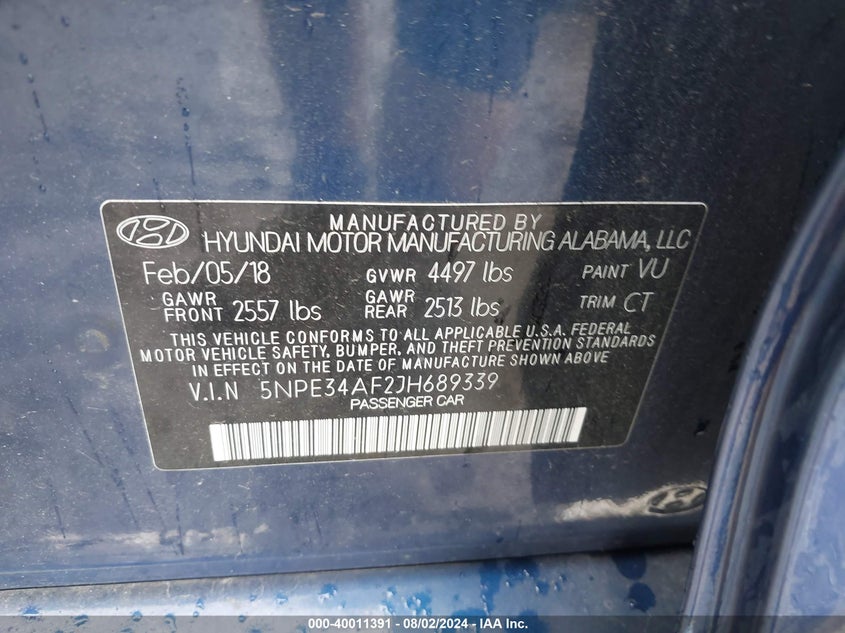 MANUFACTURED BY
HYUNDAI MOTOR MANUFACTURING ALABAMA, LLC
Feb/05/18 GVWR 4497 lbs PAINT VU
GAWR FRONT 2557 lbs GAWR REAR 2513 lbs TRIM CT
THIS VEHICLE CONFORMS TO ALL APPLICABLE U.S.A. FEDERAL
MOTOR VEHICLE SAFETY, BUMPER, AND THEFT PREVENTION STANDARDS
IN EFFECT ON THE DATE OF MANUFACTURE SHOWN ABOVE
V.I.N 5NPE34AF2JH689339
PASSENGER CAR
000-40011391 - 08/02/2024 - IAA Inc.